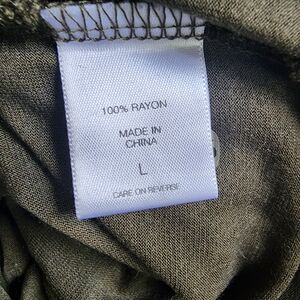 100% RAYON
MADE IN
CHINA
L
CARE ON REVERSE